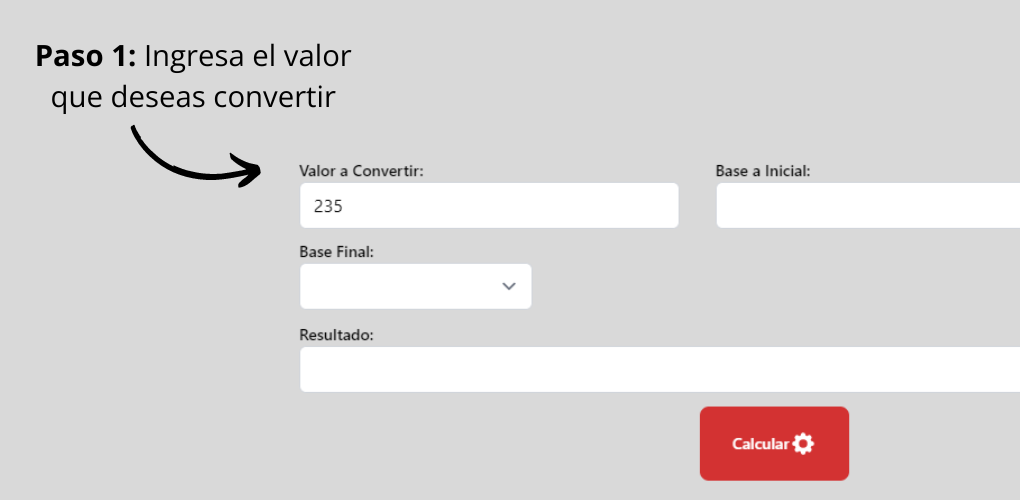 Paso 1: Ingresa el valor
que deseas convertir
Valor a Convertir:
Base a Inicial:
235
Base Final:
Resultado:
Calcular